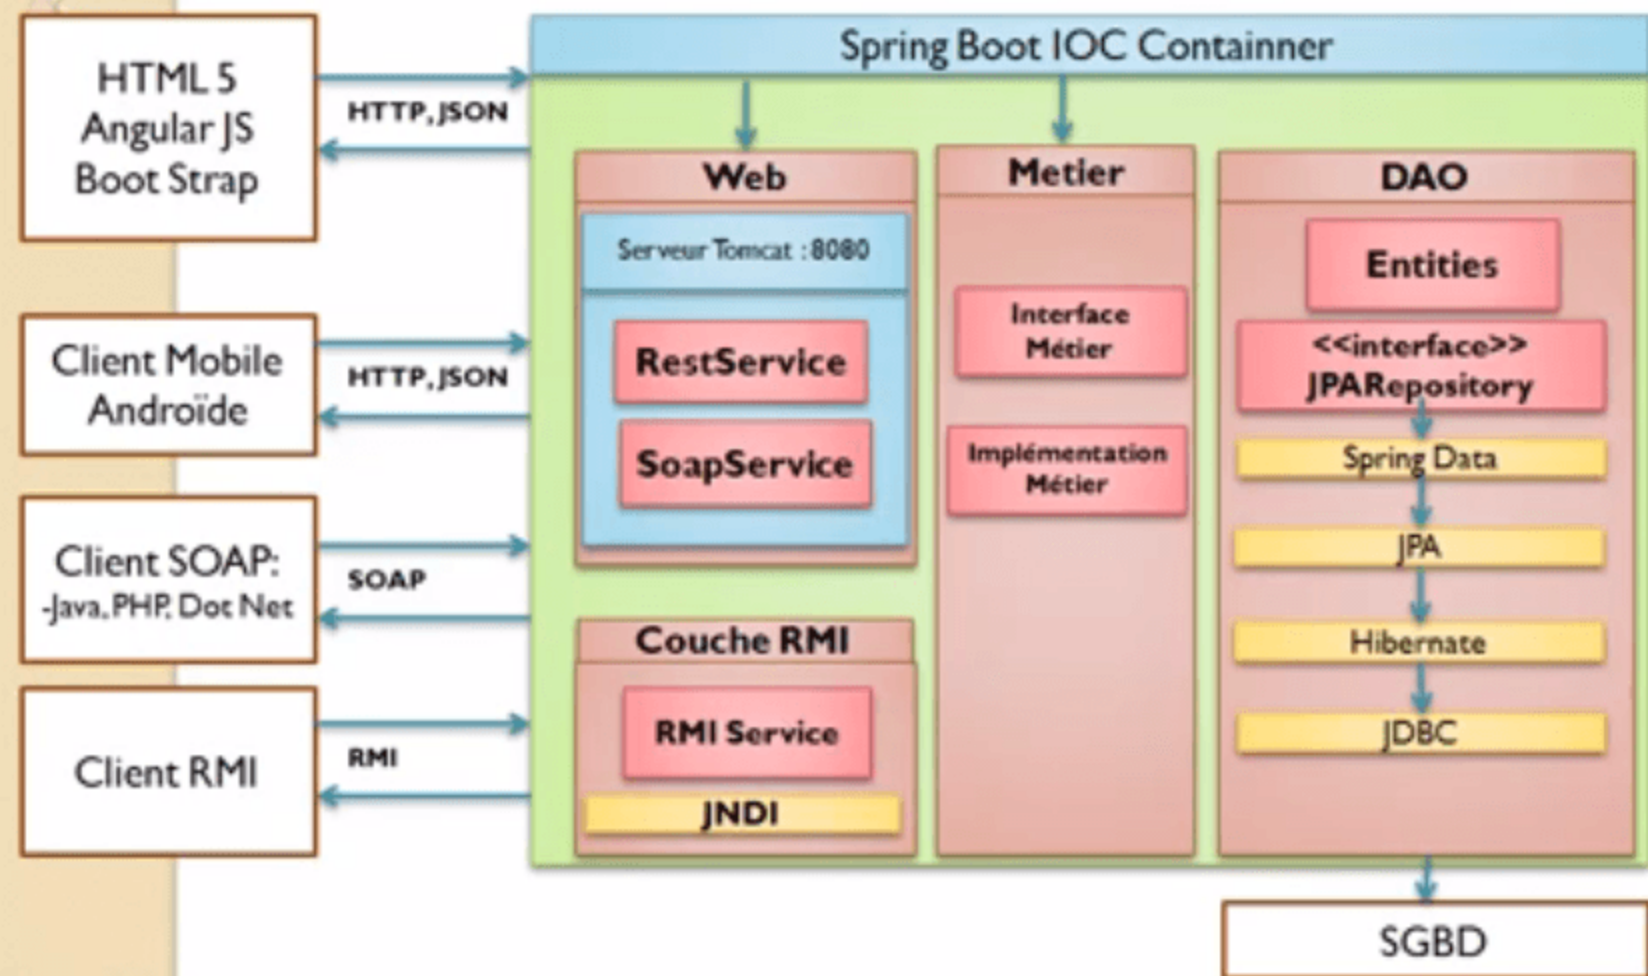 HTML 5
Angular JS
Boot Strap
HTTP, JSON
Client Mobile
Androïde
HTTP, JSON
Client SOAP:
-Java, PHP, Dot Net
SOAP
Client RMI
RMI
Spring Boot IOC Containner
Web
Serveur Tomcat : 8080
RestService
SoapService
Couche RMI
RMI Service
JNDI
Metier
Interface
Métier
Implémentation
Métier
DAO
Entities
<<interface>>
JPARepository
Spring Data
JPA
Hibernate
JDBC
SGBD